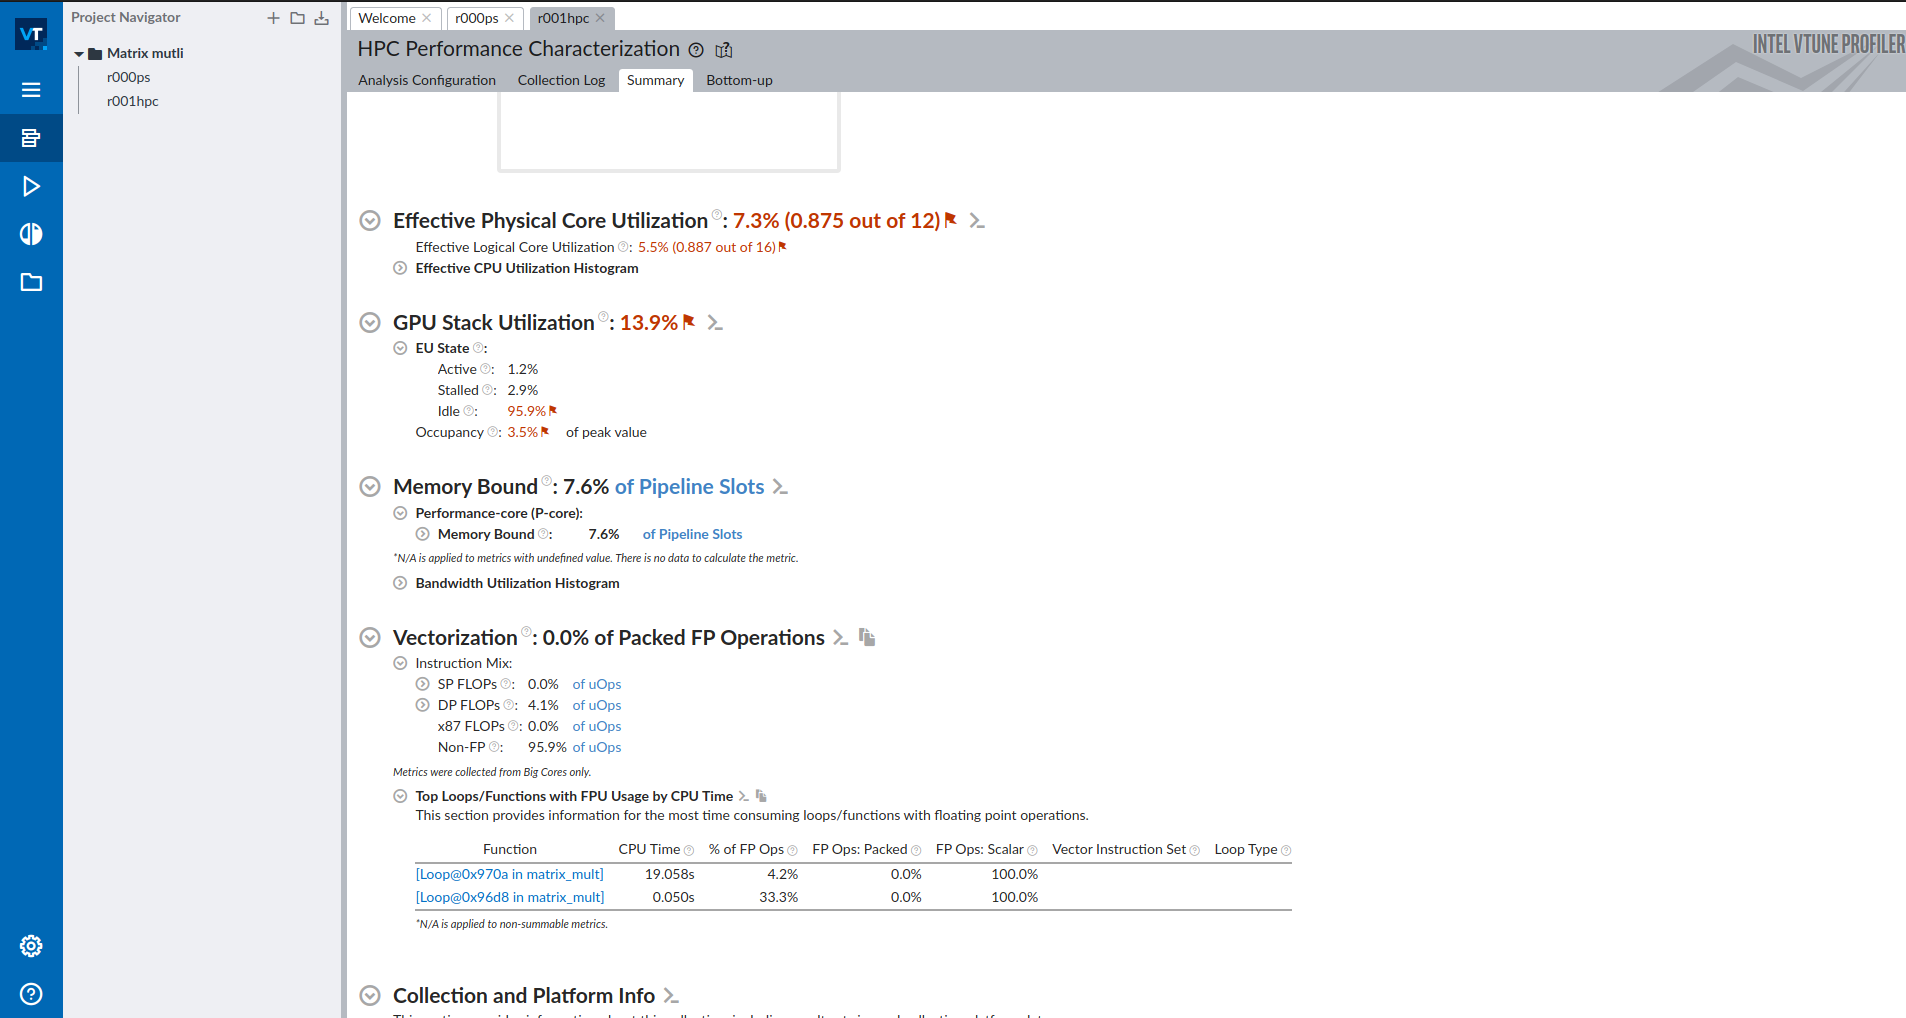 VT
Project Navigator
Matrix mutli
r000ps
r001hpc
Welcome
r000ps
r001hpc
HPC Performance Characterization
INTEL VTUNE PROFILER
Analysis Configuration
Collection Log
Summary
Bottom-up
Effective Physical Core Utilization: 7.3% (0.875 out of 12)
Effective Logical Core Utilization: 5.5% (0.887 out of 16)
Effective CPU Utilization Histogram
GPU Stack Utilization: 13.9%
EU State:
Active: 1.2%
Stalled: 2.9%
Idle: 95.9%
Occupancy: 3.5% of peak value
Memory Bound: 7.6% of Pipeline Slots
Performance-core (P-core):
Memory Bound: 7.6% of Pipeline Slots
*N/A is applied to metrics with undefined value. There is no data to calculate the metric.
Bandwidth Utilization Histogram
Vectorization: 0.0% of Packed FP Operations
Instruction Mix:
SP FLOPs: 0.0% of uOps
DP FLOPs: 4.1% of uOps
x87 FLOPs: 0.0% of uOps
Non-FP: 95.9% of uOps
Metrics were collected from Big Cores only.
Top Loops/Functions with FPU Usage by CPU Time
This section provides information for the most time consuming loops/functions with floating point operations.
Function CPU Time % of FP Ops FP Ops: Packed FP Ops: Scalar Vector Instruction Set Loop Type
[Loop@0x970a in matrix_mult] 19.058s 4.2% 0.0% 100.0%
[Loop@0x96d8 in matrix_mult] 0.050s 33.3% 0.0% 100.0%
*N/A is applied to non-summable metrics.
Collection and Platform Info